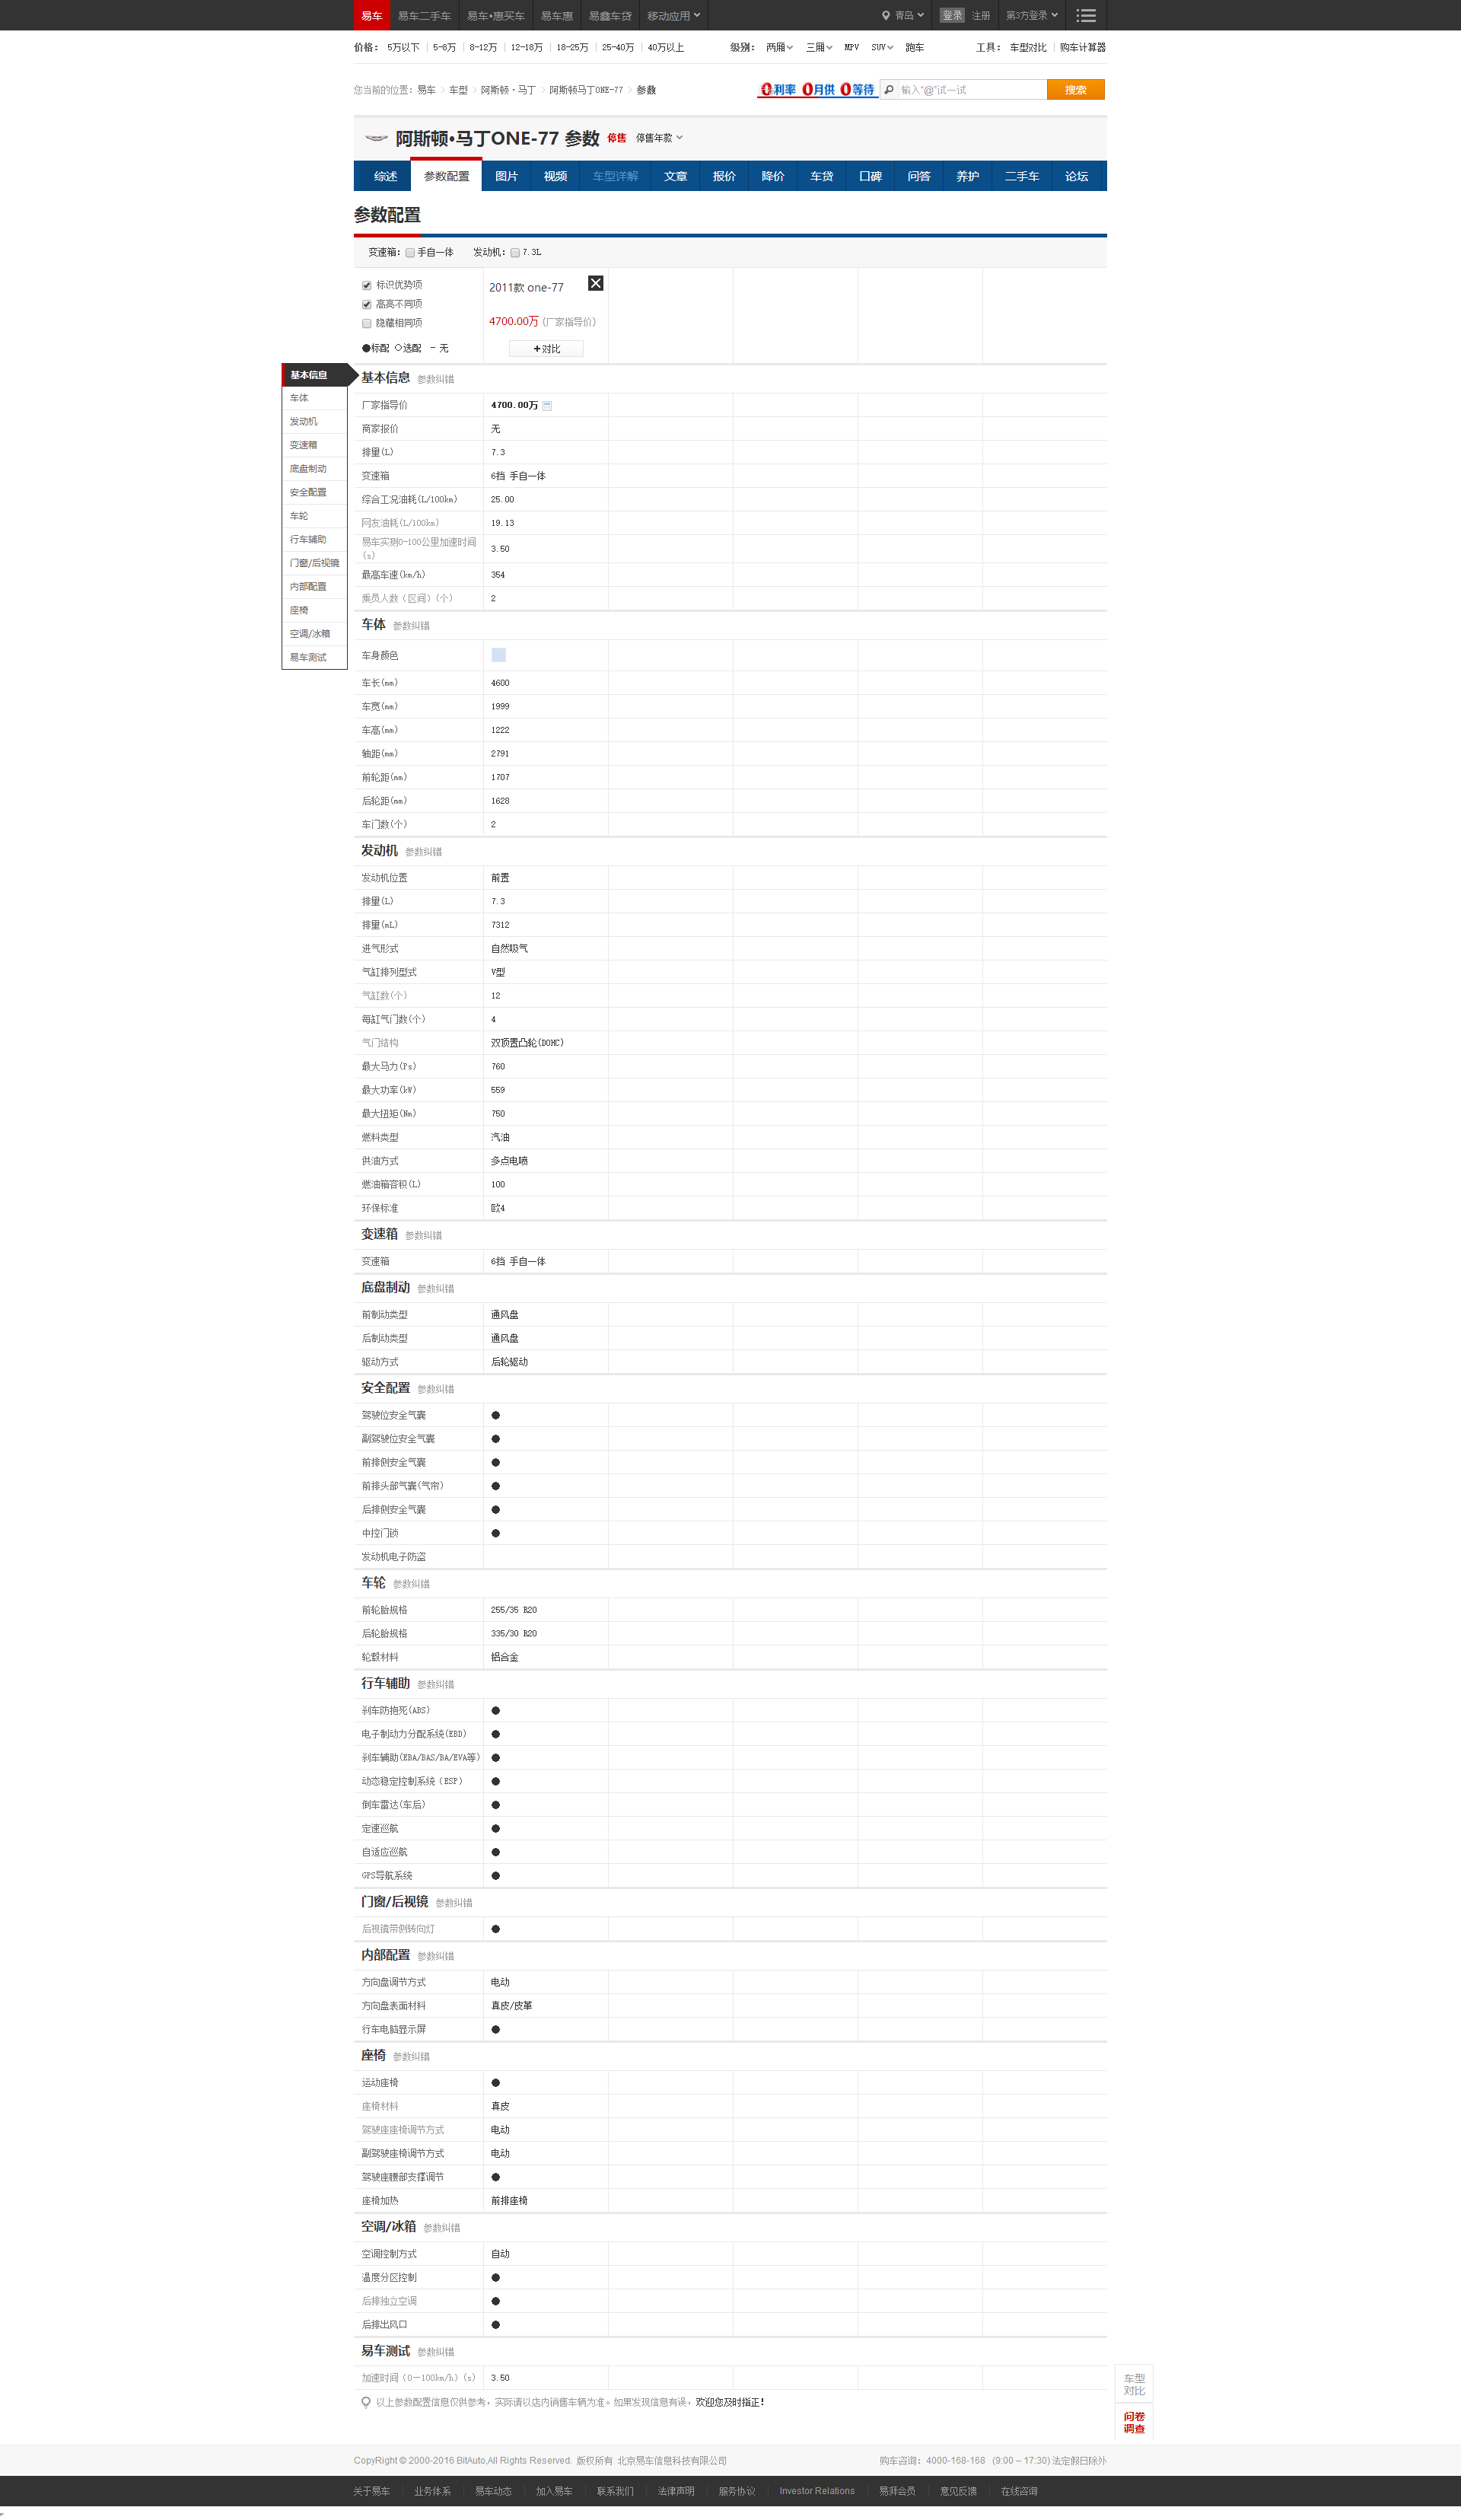 易车 易车二手车 易车•惠买车 易车惠 易鑫车贷 移动应用 青岛 登录 注册 第3方登录
价格: 5万以下 5-8万 8-12万 12-18万 18-25万 25-40万 40万以上 级别: 两厢 三厢 MPV SUV 跑车 工具: 车型对比 购车计算器
您当前的位置: 易车 > 车型 > 阿斯顿·马丁 > 阿斯顿马丁ONE-77 > 参数 0利率 0月供 0等待 输入"@"试一试 搜索
阿斯顿•马丁ONE-77 参数 停售 停售年款
综述 参数配置 图片 视频 车型详解 文章 报价 降价 车贷 口碑 问答 养护 二手车 论坛
参数配置
变速箱: 手自一体 发动机: 7.3L
标识优势项
高亮不同项
隐藏相同项
●标配 ○选配 - 无
2011款 one-77
4700.00万 (厂家指导价)
+对比
基本信息
车体
发动机
变速箱
底盘制动
安全配置
车轮
行车辅助
门窗/后视镜
内部配置
座椅
空调/冰箱
易车测试
基本信息 参数纠错
厂家指导价 4700.00万
商家报价 无
排量(L) 7.3
变速箱 6挡 手自一体
综合工况油耗(L/100km) 25.00
网友油耗(L/100km) 19.13
易车实测0-100公里加速时间
(s) 3.50
最高车速(km/h) 354
乘员人数（区间）(个) 2
车体 参数纠错
车身颜色
车长(mm) 4600
车宽(mm) 1999
车高(mm) 1222
轴距(mm) 2791
前轮距(mm) 1707
后轮距(mm) 1628
车门数(个) 2
发动机 参数纠错
发动机位置 前置
排量(L) 7.3
排量(mL) 7312
进气形式 自然吸气
气缸排列型式 V型
气缸数(个) 12
每缸气门数(个) 4
气门结构 双顶置凸轮(DOHC)
最大马力(Ps) 760
最大功率(kW) 559
最大扭矩(Nm) 750
燃料类型 汽油
供油方式 多点电喷
燃油箱容积(L) 100
环保标准 欧4
变速箱 参数纠错
变速箱 6挡 手自一体
底盘制动 参数纠错
前制动类型 通风盘
后制动类型 通风盘
驱动方式 后轮驱动
安全配置 参数纠错
驾驶位安全气囊 ●
副驾驶位安全气囊 ●
前排侧安全气囊 ●
前排头部气囊(气帘) ●
后排侧安全气囊 ●
中控门锁 ●
发动机电子防盗
车轮 参数纠错
前轮胎规格 255/35 R20
后轮胎规格 335/30 R20
轮毂材料 铝合金
行车辅助 参数纠错
刹车防抱死(ABS) ●
电子制动力分配系统(EBD) ●
刹车辅助(EBA/BAS/BA/EVA等) ●
动态稳定控制系统（ESP） ●
倒车雷达(车后) ●
定速巡航 ●
自适应巡航 ●
GPS导航系统 ●
门窗/后视镜 参数纠错
后视镜带侧转向灯 ●
内部配置 参数纠错
方向盘调节方式 电动
方向盘表面材料 真皮/皮革
行车电脑显示屏 ●
座椅 参数纠错
运动座椅 ●
座椅材料 真皮
驾驶座座椅调节方式 电动
副驾驶座椅调节方式 电动
驾驶座腰部支撑调节 ●
座椅加热 前排座椅
空调/冰箱 参数纠错
空调控制方式 自动
温度分区控制 ●
后排独立空调 ●
后排出风口 ●
易车测试 参数纠错
加速时间（0—100km/h）(s) 3.50
以上参数配置信息仅供参考，实际请以店内销售车辆为准。如果发现信息有误，欢迎您及时指正!
车型
对比
问卷
调查
CopyRight © 2000-2016 BitAuto,All Rights Reserved. 版权所有 北京易车信息科技有限公司 购车咨询: 4000-168-168 (9:00 – 17:30) 法定假日除外
关于易车 业务体系 易车动态 加入易车 联系我们 法律声明 服务协议 Investor Relations 易湃会员 意见反馈 在线咨询